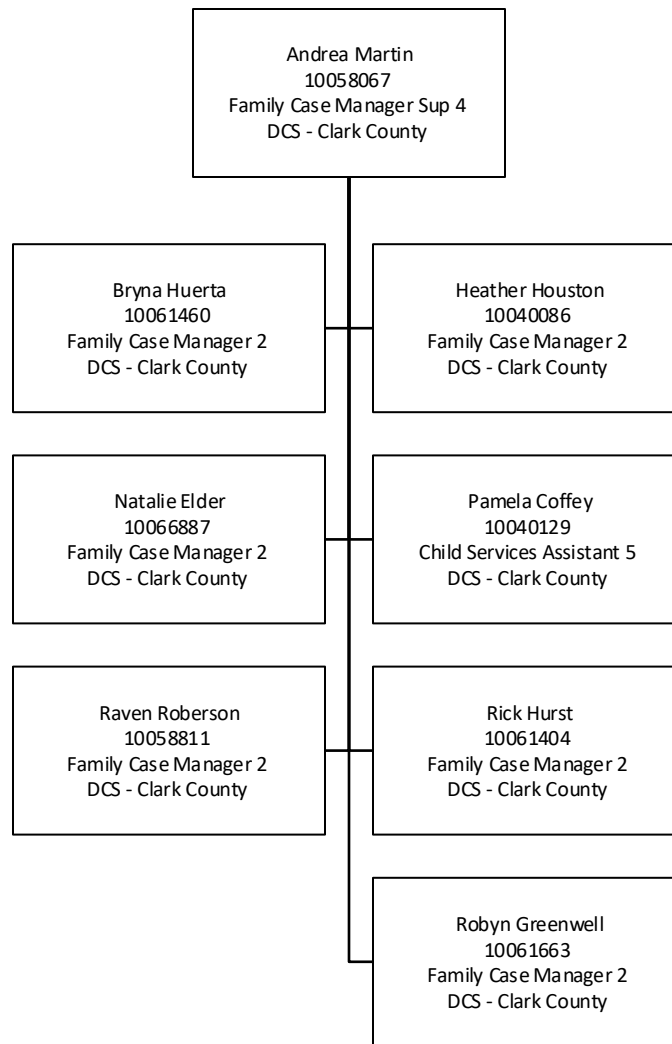 Andrea Martin
10058067
Family Case Manager Sup 4
DCS - Clark County
Bryna Huerta
10061460
Family Case Manager 2
DCS - Clark County
Heather Houston
10040086
Family Case Manager 2
DCS - Clark County
Natalie Elder
10066887
Family Case Manager 2
DCS - Clark County
Pamela Coffey
10040129
Child Services Assistant 5
DCS - Clark County
Raven Roberson
10058811
Family Case Manager 2
DCS - Clark County
Rick Hurst
10061404
Family Case Manager 2
DCS - Clark County
Robyn Greenwell
10061663
Family Case Manager 2
DCS - Clark County